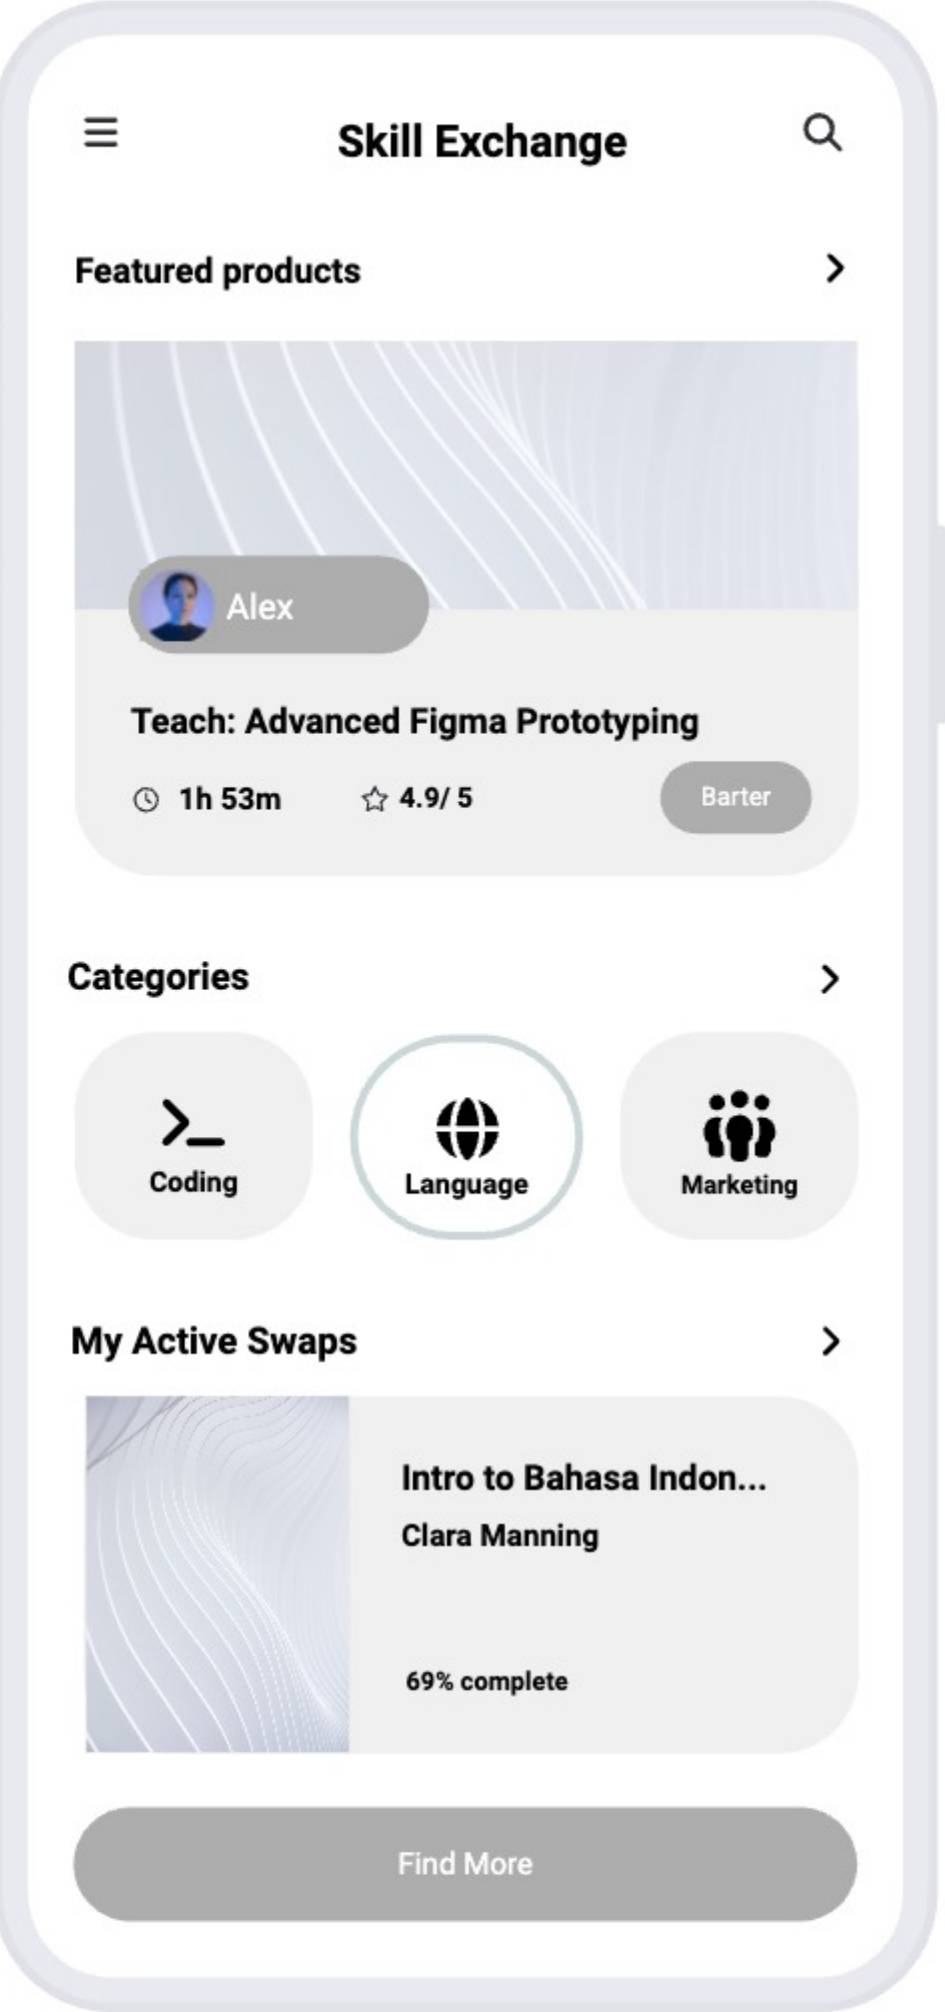 Skill Exchange
Featured products
Alex
Teach: Advanced Figma Prototyping
1h 53m
4.9/ 5
Barter
Categories
Coding
Language
Marketing
My Active Swaps
Intro to Bahasa Indon...
Clara Manning
69% complete
Find More